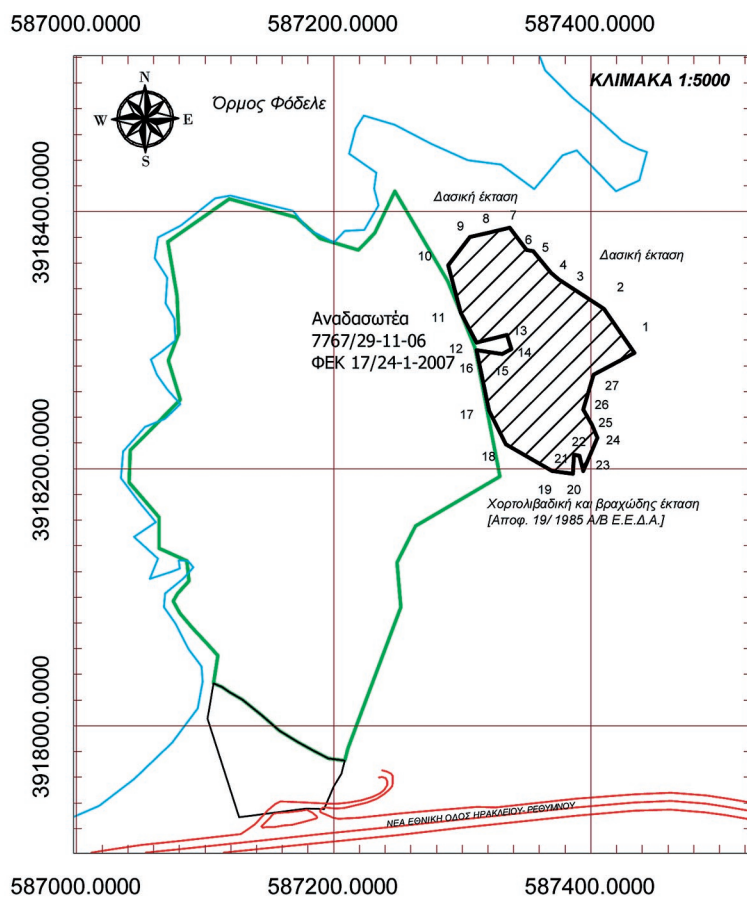 587000.0000 587200.0000 587400.0000
ΚΛΙΜΑΚΑ 1:5000
N
W E
S
Όρμος Φόδελε
3918400.0000
Δασική έκταση
7
8
9
6
5
10
4
3
Δασική έκταση
2
1
11
Αναδασωτέα
7767/29-11-06
ΦΕΚ 17/24-1-2007
13
12
14
15
16
27
17
26
25
24
18
22
21
23
19
20
3918200.0000
Χορτολιβαδική και βραχώδης έκταση
[Αποφ. 19/ 1985 Α/Β Ε.Ε.Δ.Α.]
3918000.0000
ΝΕΑ ΕΘΝΙΚΗ ΟΔΟΣ ΗΡΑΚΛΕΙΟΥ- ΡΕΘΥΜΝΟΥ
587000.0000 587200.0000 587400.0000